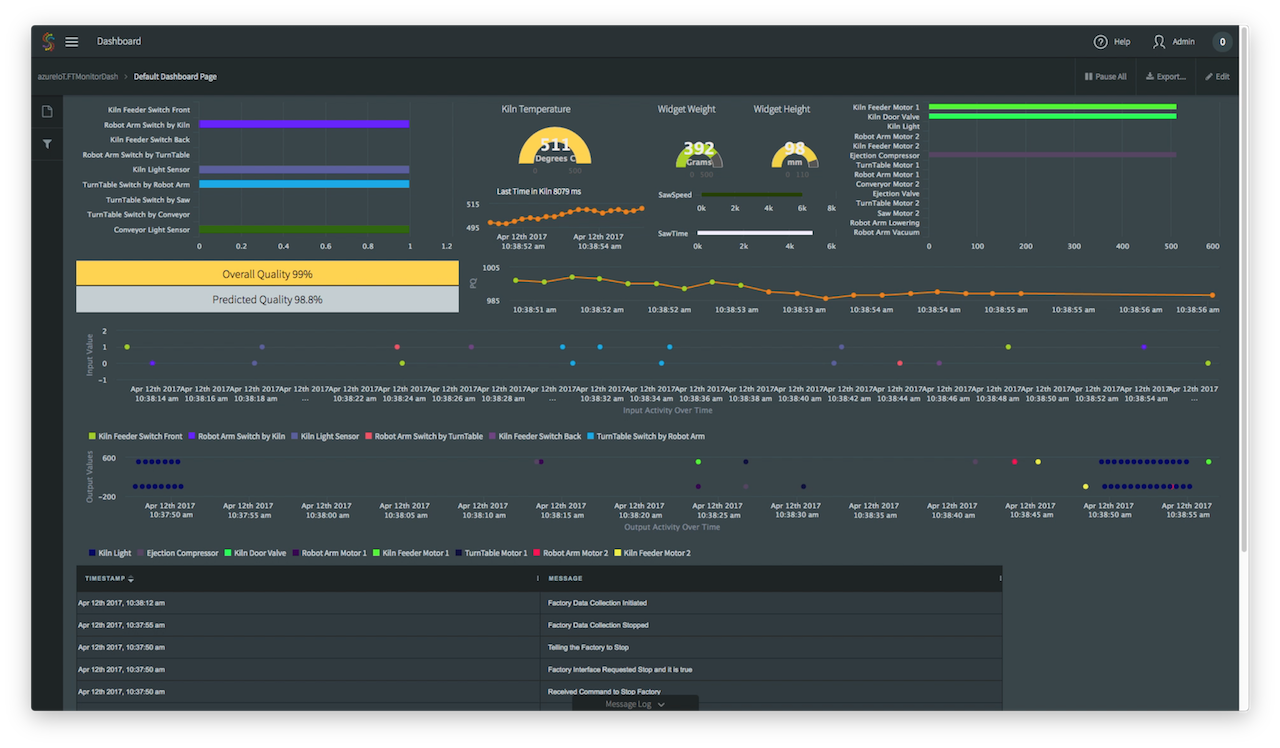 Dashboard
Help
Admin
0
azureIoT.FTMonitorDash > Default Dashboard Page
Pause All
Export...
Edit
Kiln Feeder Switch Front
Robot Arm Switch by Kiln
Kiln Feeder Switch Back
Robot Arm Switch by TurnTable
Kiln Light Sensor
TurnTable Switch by Robot Arm
TurnTable Switch by Saw
TurnTable Switch by Conveyor
Conveyor Light Sensor
0 0.2 0.4 0.6 0.8 1 1.2
Kiln Temperature
511
Degrees C
0 500
Last Time in Kiln 8079 ms
515
495
Apr 12th 2017 Apr 12th 2017
10:38:52 am 10:38:54 am
Widget Weight
392
Grams
0 500
Widget Height
98
mm
0 110
SawSpeed
0k 2k 4k 6k 8k
SawTime
0k 2k 4k 6k
Kiln Feeder Motor 1
Kiln Door Valve
Kiln Light
Robot Arm Motor 2
Kiln Feeder Motor 2
Ejection Compressor
TurnTable Motor 1
Robot Arm Motor 1
Converyor Motor 2
Ejection Valve
TurnTable Motor 2
Saw Motor 2
Robot Arm Lowering
Robot Arm Vacuum
0 100 200 300 400 500 600
Overall Quality 99%
Predicted Quality 98.8%
PQ
1005
985
10:38:51 am 10:38:52 am 10:38:52 am 10:38:53 am 10:38:53 am 10:38:54 am 10:38:54 am 10:38:55 am 10:38:55 am 10:38:56 am 10:38:56 am
Input Value
2
1
0
-1
Apr 12th 2017 Apr 12th 2017 Apr 12th 2017 Apr 12th 2017 Apr 12th 2017 Apr 12th 2017 Apr 12th 2017 Apr 12th 2017 Apr 12th 2017 Apr 12th 2017 Apr 12th 2017 Apr 12th 2017 Apr 12th 2017 Apr 12th 2017 Apr 12th 2017 Apr 12th 2017 Apr 12th 2017 Apr 12th 2017 Apr 12th 2017 Apr 12th 2017 Apr 12th 2017 Apr 12th 2017
10:38:14 am 10:38:16 am 10:38:18 am ... 10:38:22 am 10:38:24 am 10:38:26 am 10:38:28 am ... 10:38:32 am 10:38:34 am 10:38:36 am 10:38:38 am 10:38:40 am 10:38:42 am 10:38:44 am 10:38:46 am 10:38:48 am 10:38:50 am 10:38:52 am 10:38:54 am ...
Input Activity Over Time
Kiln Feeder Switch Front Robot Arm Switch by Kiln Kiln Light Sensor Robot Arm Switch by TurnTable Kiln Feeder Switch Back TurnTable Switch by Robot Arm
Output Values
600
-200
Apr 12th 2017 Apr 12th 2017 Apr 12th 2017 Apr 12th 2017 Apr 12th 2017 Apr 12th 2017 Apr 12th 2017 Apr 12th 2017 Apr 12th 2017 Apr 12th 2017 Apr 12th 2017 Apr 12th 2017 Apr 12th 2017 Apr 12th 2017
10:37:50 am 10:37:55 am 10:38:00 am 10:38:05 am 10:38:10 am 10:38:15 am 10:38:20 am 10:38:25 am 10:38:30 am 10:38:35 am 10:38:40 am 10:38:45 am 10:38:50 am 10:38:55 am
Output Activity Over Time
Kiln Light Ejection Compressor Kiln Door Valve Robot Arm Motor 1 Kiln Feeder Motor 1 TurnTable Motor 1 Robot Arm Motor 2 Kiln Feeder Motor 2
TIMESTAMP MESSAGE
Apr 12th 2017, 10:38:12 am Factory Data Collection Initiated
Apr 12th 2017, 10:37:55 am Factory Data Collection Stopped
Apr 12th 2017, 10:37:50 am Telling the Factory to Stop
Apr 12th 2017, 10:37:50 am Factory Interface Requested Stop and it is true
Apr 12th 2017, 10:37:50 am Received Command to Stop Factory
Message Log